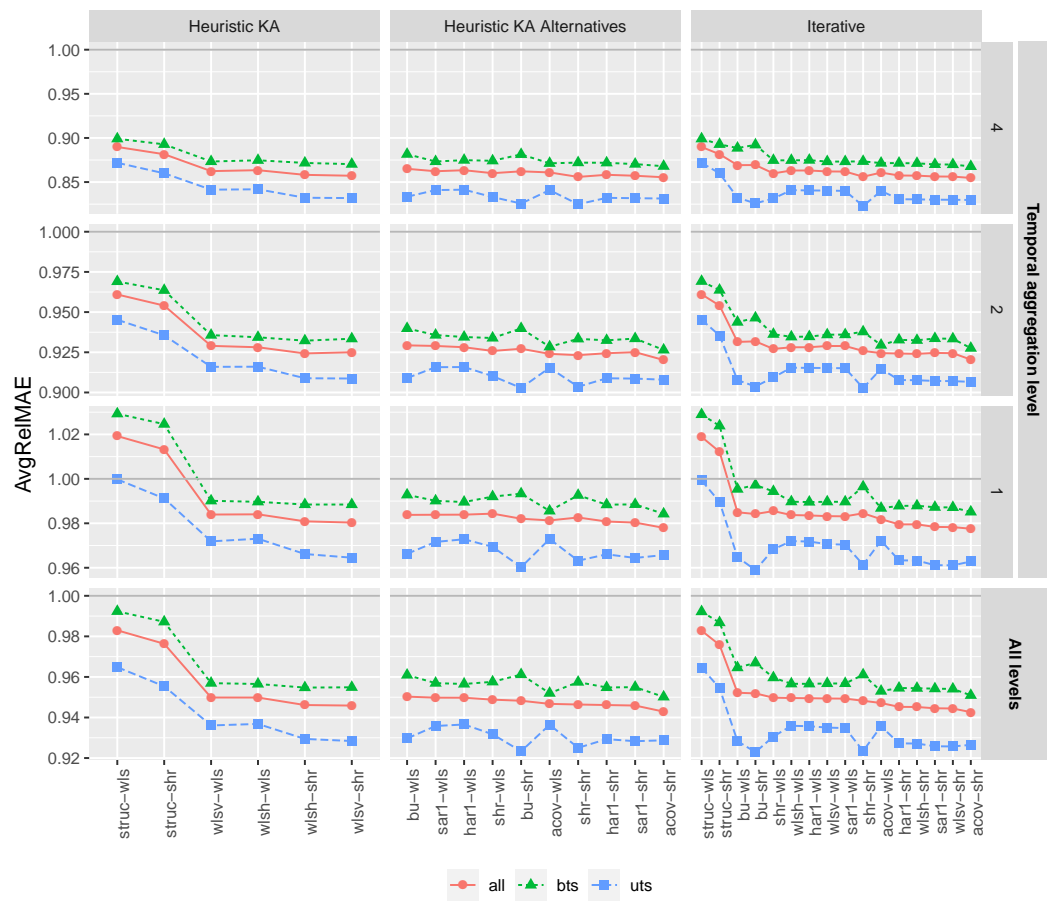 Heuristic KA
Heuristic KA Alternatives
Iterative
AvgRelMAE
1.00
0.95
0.90
0.85
4
1.000
0.975
0.950
0.925
0.900
2
1.02
1.00
0.98
0.96
1
Temporal aggregation level
1.00
0.98
0.96
0.94
0.92
All levels
struc−wls
struc−shr
wlsv−wls
wlsh−wls
wlsh−shr
wlsv−shr
bu−wls
sar1−wls
har1−wls
shr−wls
bu−shr
acov−wls
shr−shr
har1−shr
sar1−shr
acov−shr
struc−wls
struc−shr
bu−wls
bu−shr
shr−wls
wlsh−wls
har1−wls
wlsv−wls
sar1−wls
shr−shr
acov−wls
har1−shr
wlsh−shr
sar1−shr
wlsv−shr
acov−shr
all
bts
uts